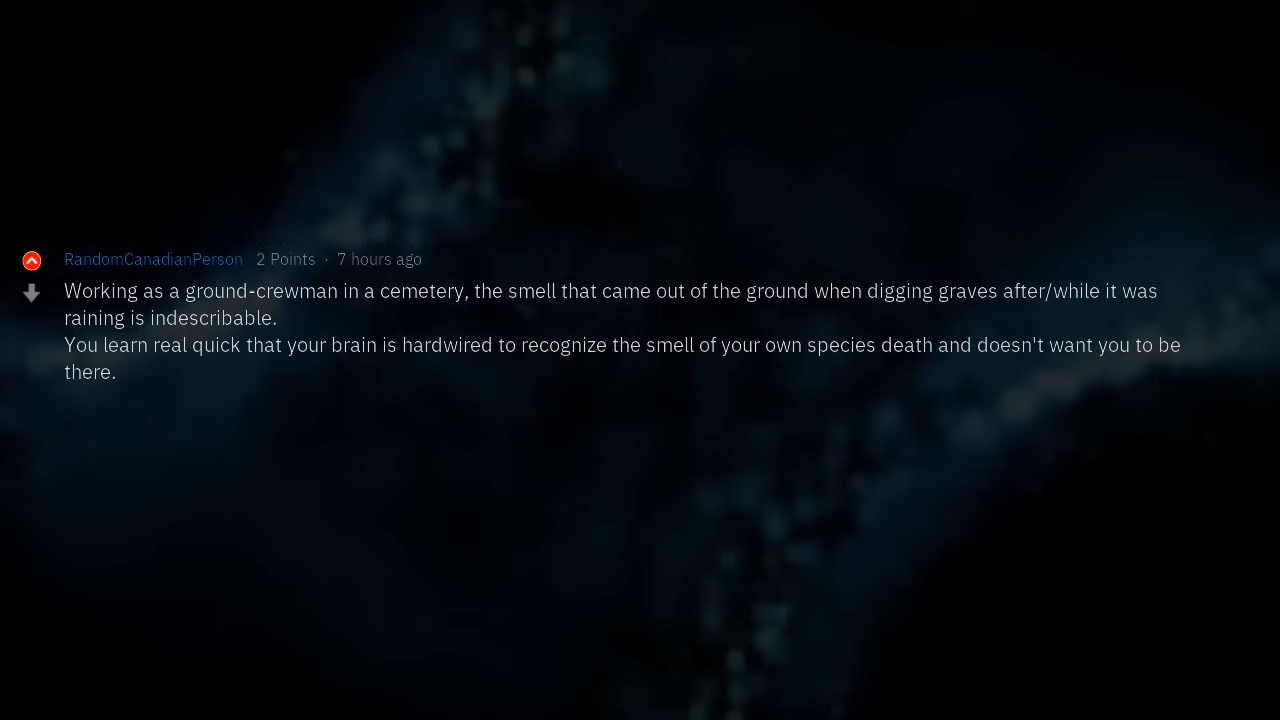 RandomCanadianPerson 2 Points · 7 hours ago
Working as a ground-crewman in a cemetery, the smell that came out of the ground when digging graves after/while it was
raining is indescribable.
You learn real quick that your brain is hardwired to recognize the smell of your own species death and doesn't want you to be
there.